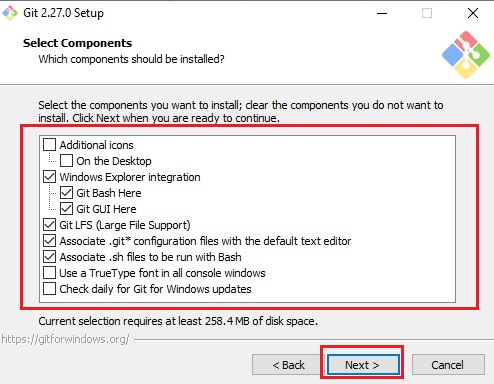 Git 2.27.0 Setup
Select Components
Which components should be installed?
Select the components you want to install; clear the components you do not want to
install. Click Next when you are ready to continue.
Additional icons
On the Desktop
Windows Explorer integration
Git Bash Here
Git GUI Here
Git LFS (Large File Support)
Associate .git* configuration files with the default text editor
Associate .sh files to be run with Bash
Use a TrueType font in all console windows
Check daily for Git for Windows updates
Current selection requires at least 258.4 MB of disk space.
https://gitforwindows.org/
< Back
Next >
Cancel